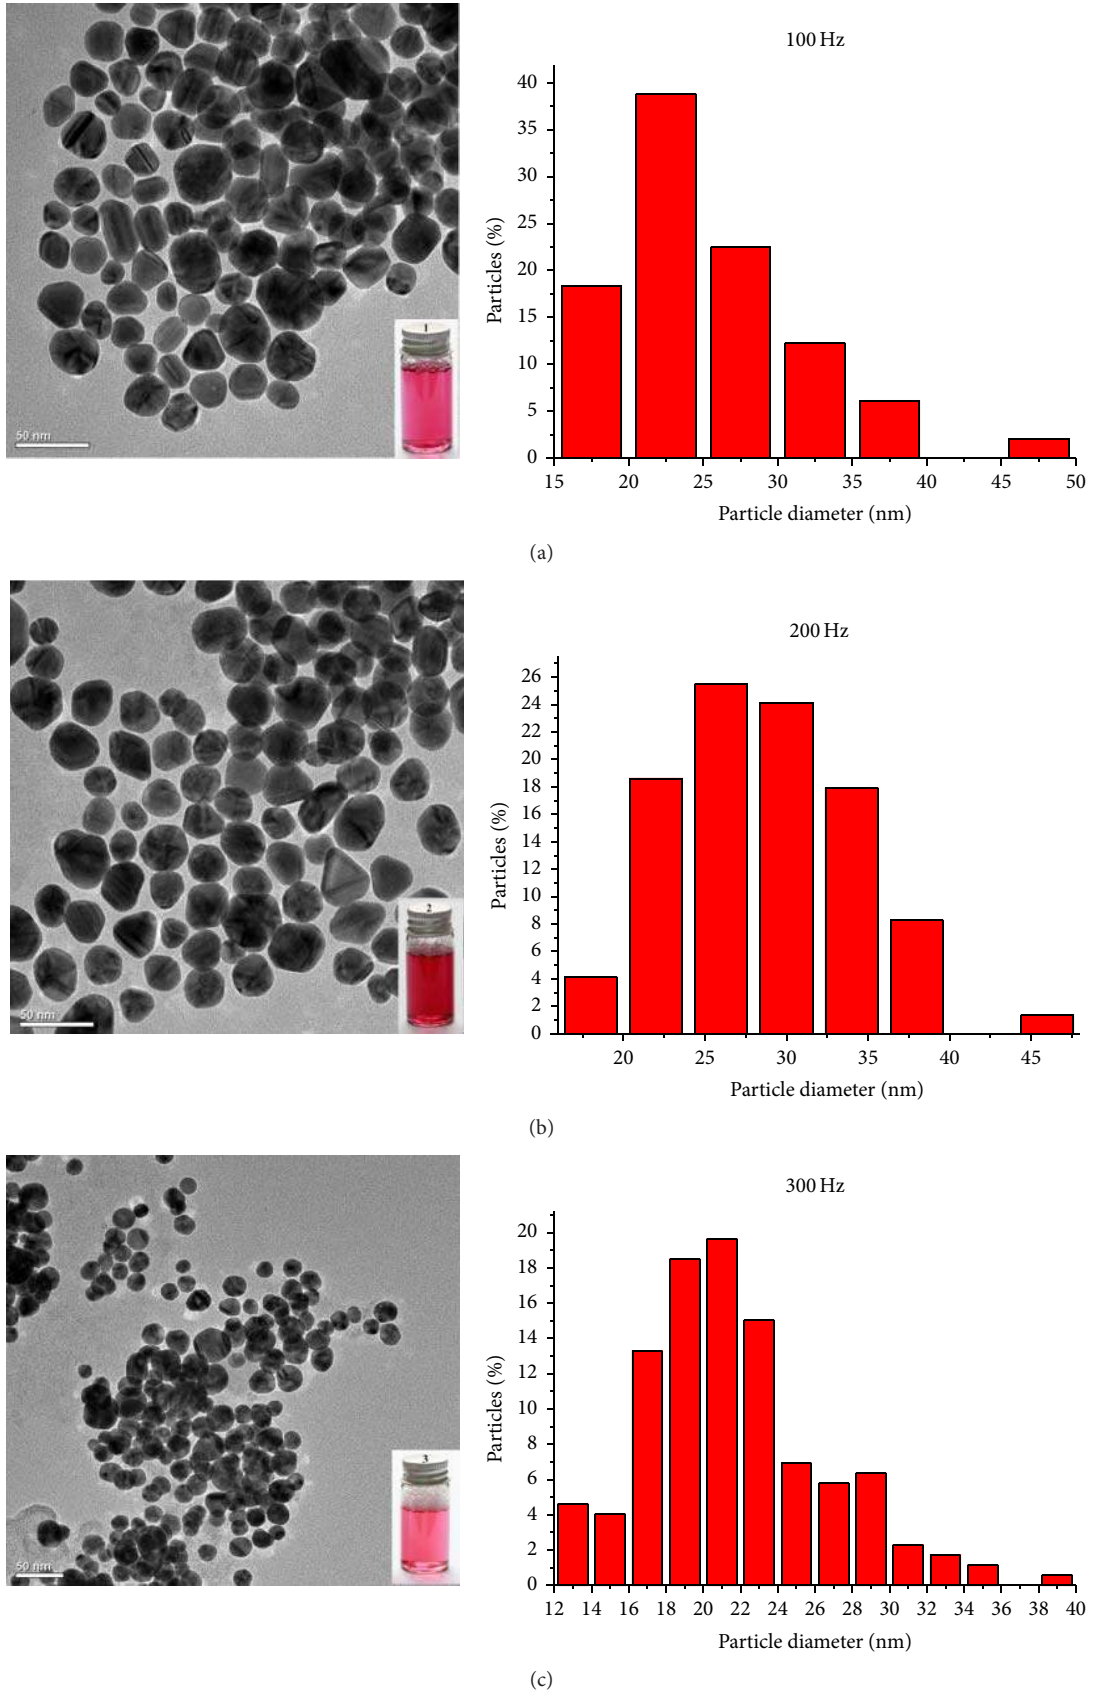 100 Hz
40
35
30
25
20
15
10
5
0
Particles (%)
15 20 25 30 35 40 45 50
Particle diameter (nm)
1
50 nm
(a)
200 Hz
26
24
22
20
18
16
14
12
10
8
6
4
2
0
Particles (%)
20 25 30 35 40 45
Particle diameter (nm)
2
50 nm
(b)
300 Hz
20
18
16
14
12
10
8
6
4
2
0
Particles (%)
12 14 16 18 20 22 24 26 28 30 32 34 36 38 40
Particle diameter (nm)
3
50 nm
(c)